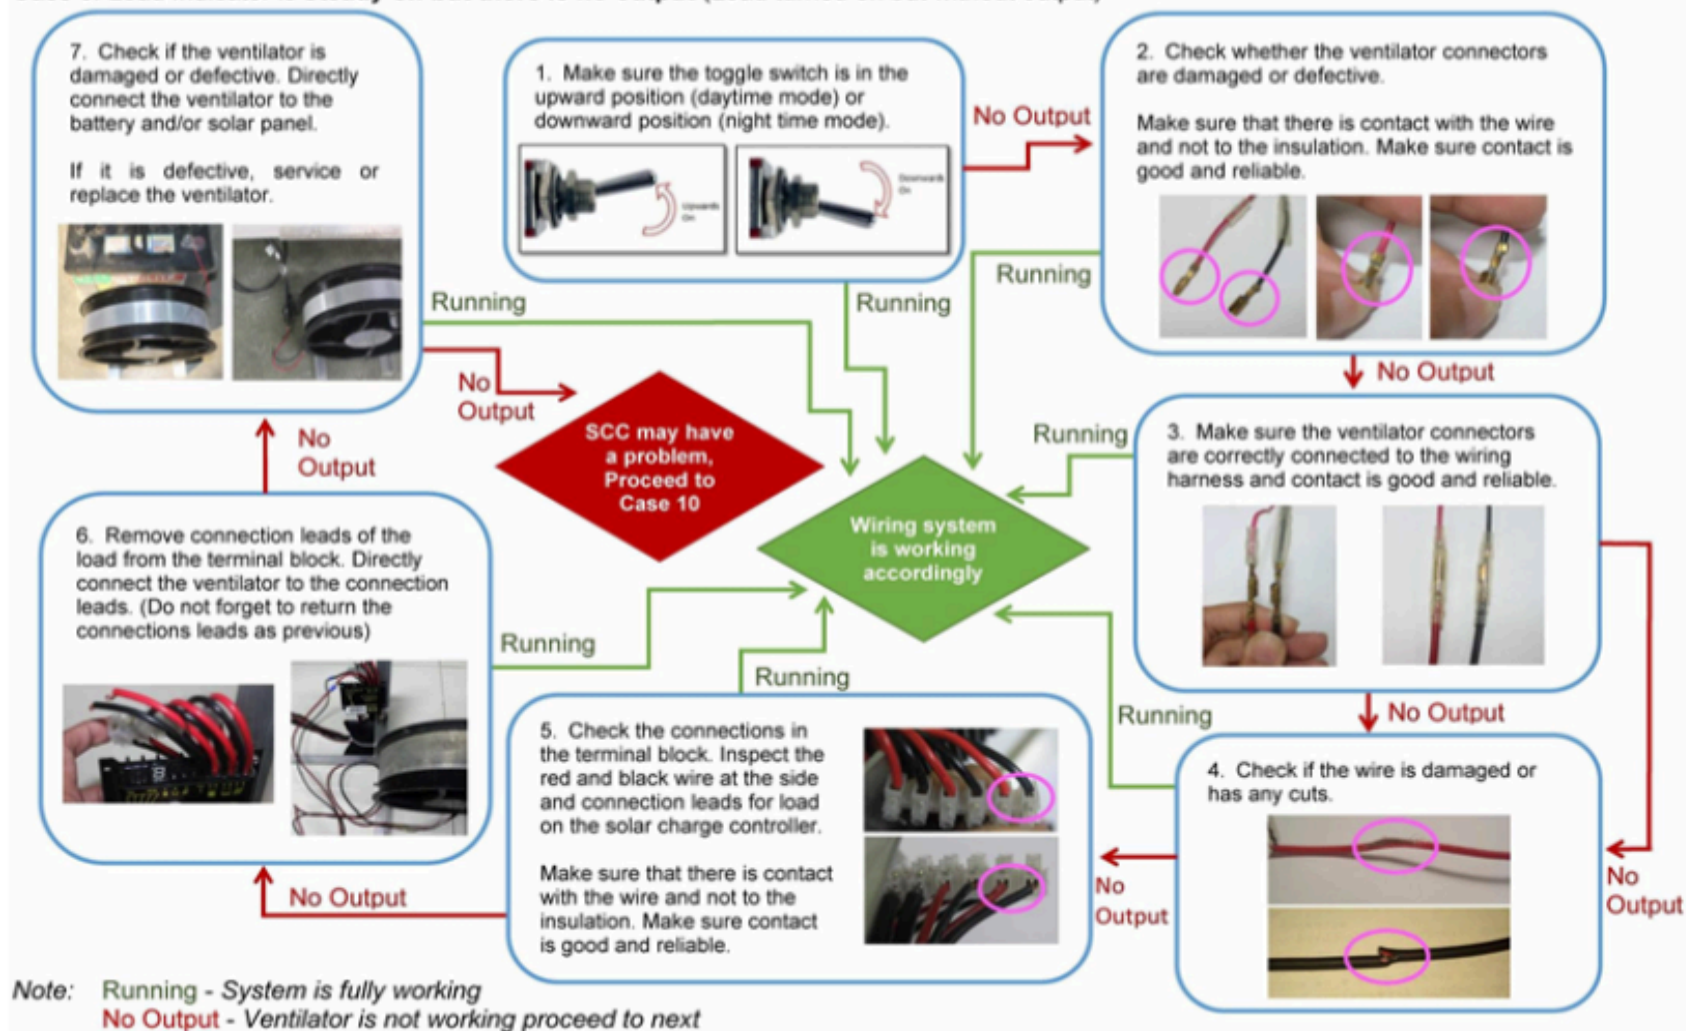 1. Make sure the toggle switch is in the
upward position (daytime mode) or
downward position (night time mode).
Upwards
On
Downwards
On
No Output
Running
2. Check whether the ventilator connectors
are damaged or defective.
Make sure that there is contact with the wire
and not to the insulation. Make sure contact is
good and reliable.
Running
No Output
3. Make sure the ventilator connectors
are correctly connected to the wiring
harness and contact is good and reliable.
Running
No Output
No
Output
4. Check if the wire is damaged or
has any cuts.
Running
No
Output
5. Check the connections in
the terminal block. Inspect the
red and black wire at the side
and connection leads for load
on the solar charge controller.
Make sure that there is contact
with the wire and not to the
insulation. Make sure contact
is good and reliable.
Running
No Output
6. Remove connection leads of the
load from the terminal block. Directly
connect the ventilator to the connection
leads. (Do not forget to return the
connections leads as previous)
Running
No
Output
7. Check if the ventilator is
damaged or defective. Directly
connect the ventilator to the
battery and/or solar panel.
If it is defective, service or
replace the ventilator.
Running
No
Output
SCC may have
a problem,
Proceed to
Case 10
Wiring system
is working
accordingly
Note: Running - System is fully working
No Output - Ventilator is not working proceed to next